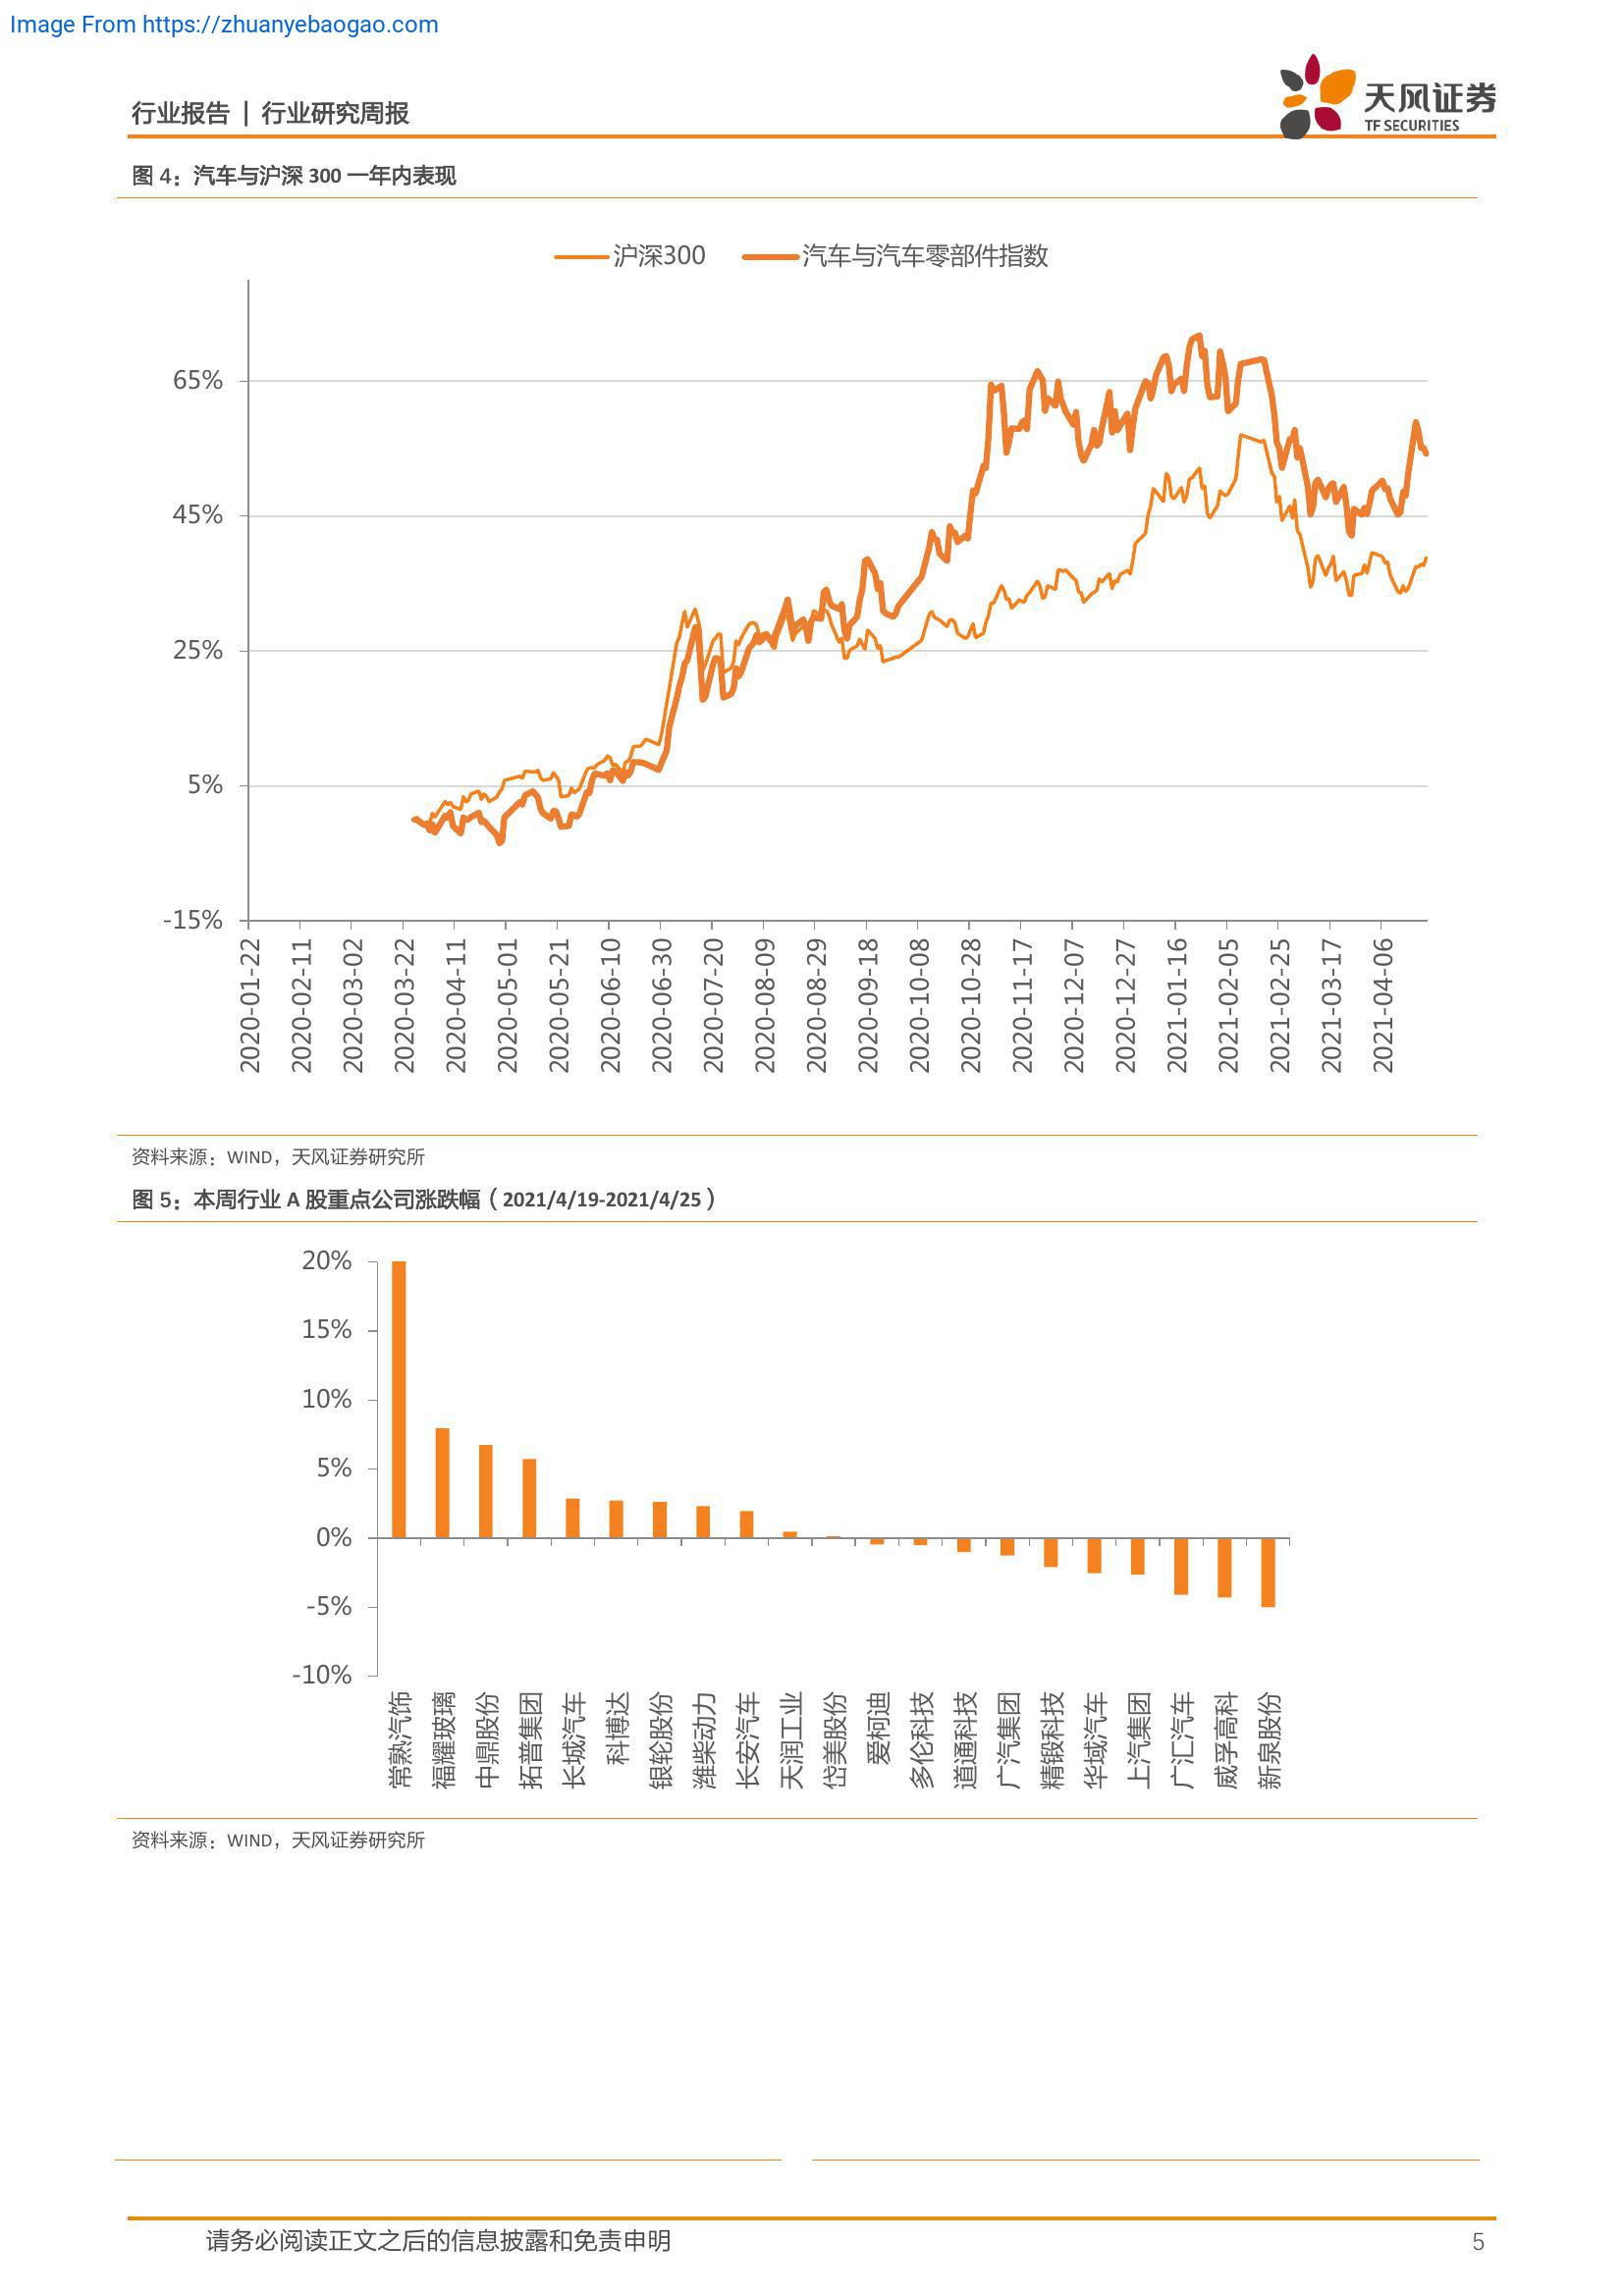 Image From https://zhuanyebaogao.com
行业报告 | 行业研究周报
天风证券
TF SECURITIES
图 4：汽车与沪深 300 一年内表现
沪深300 汽车与汽车零部件指数
65%
45%
25%
5%
-15%
2020-01-22
2020-02-11
2020-03-02
2020-03-22
2020-04-11
2020-05-01
2020-05-21
2020-06-10
2020-06-30
2020-07-20
2020-08-09
2020-08-29
2020-09-18
2020-10-08
2020-10-28
2020-11-17
2020-12-07
2020-12-27
2021-01-16
2021-02-05
2021-02-25
2021-03-17
2021-04-06
资料来源：WIND，天风证券研究所
图 5：本周行业 A 股重点公司涨跌幅（2021/4/19-2021/4/25）
20%
15%
10%
5%
0%
-5%
-10%
常熟汽饰
福耀玻璃
中鼎股份
拓普集团
长城汽车
科博达
银轮股份
潍柴动力
长安汽车
天润工业
岱美股份
爱柯迪
多伦科技
道通科技
广汽集团
精锻科技
华域汽车
上汽集团
广汇汽车
威孚高科
新泉股份
资料来源：WIND，天风证券研究所
请务必阅读正文之后的信息披露和免责申明 5